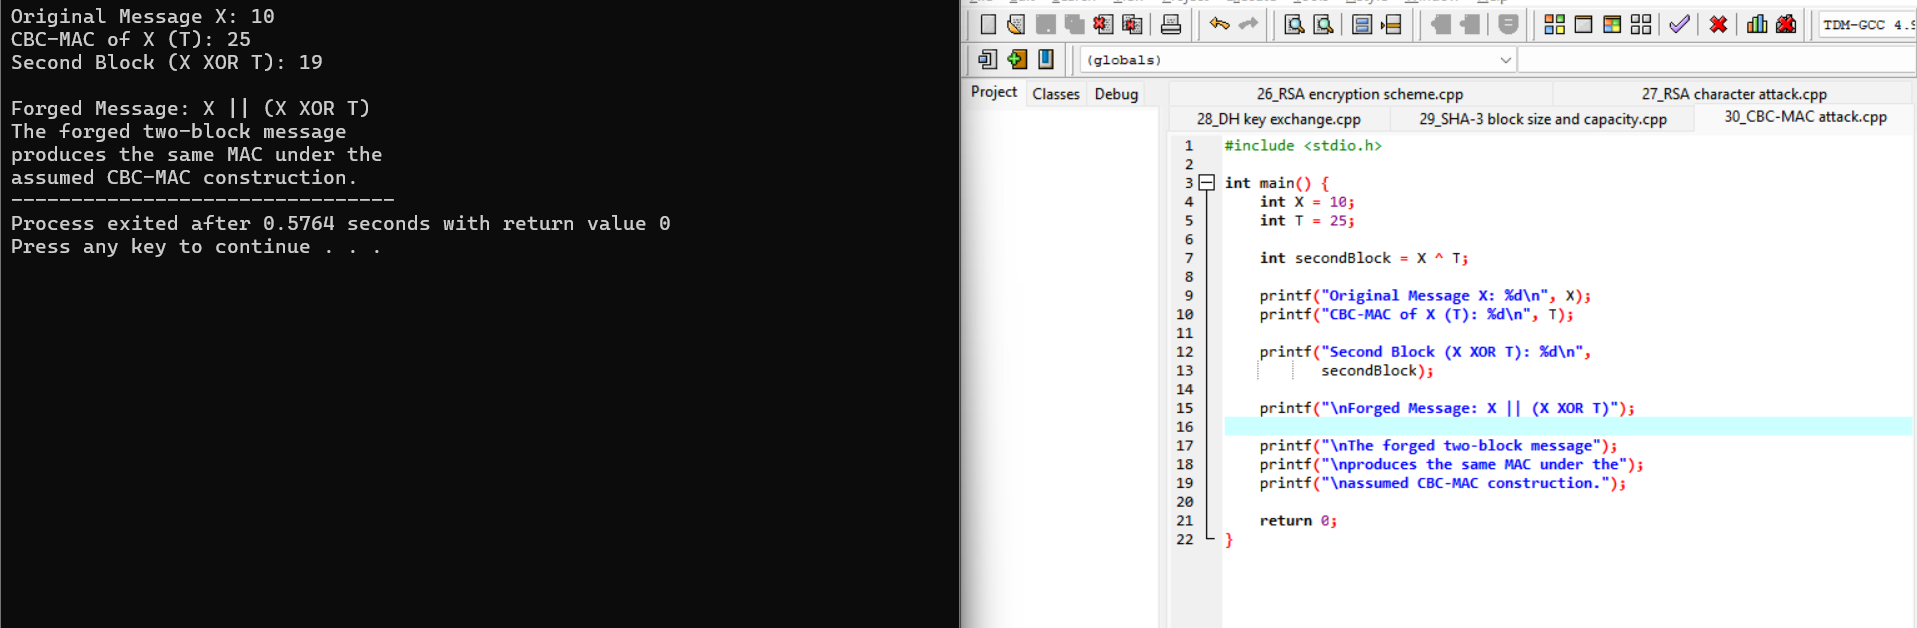 Original Message X: 10
CBC-MAC of X (T): 25
Second Block (X XOR T): 19
Forged Message: X || (X XOR T)
The forged two-block message
produces the same MAC under the
assumed CBC-MAC construction.
--------------------------------
Process exited after 0.5764 seconds with return value 0
Press any key to continue . . .
TDM-GCC 4.9
(globals)
Project Classes Debug
26_RSA encryption scheme.cpp 27_RSA character attack.cpp
28_DH key exchange.cpp 29_SHA-3 block size and capacity.cpp 30_CBC-MAC attack.cpp
1 #include <stdio.h>
2
3 int main() {
4 int X = 10;
5 int T = 25;
6
7 int secondBlock = X ^ T;
8
9 printf("Original Message X: %d\n", X);
10 printf("CBC-MAC of X (T): %d\n", T);
11
12 printf("Second Block (X XOR T): %d\n",
13 secondBlock);
14
15 printf("\nForged Message: X || (X XOR T)");
16
17 printf("\nThe forged two-block message");
18 printf("\nproduces the same MAC under the");
19 printf("\nassumed CBC-MAC construction.");
20
21 return 0;
22 }